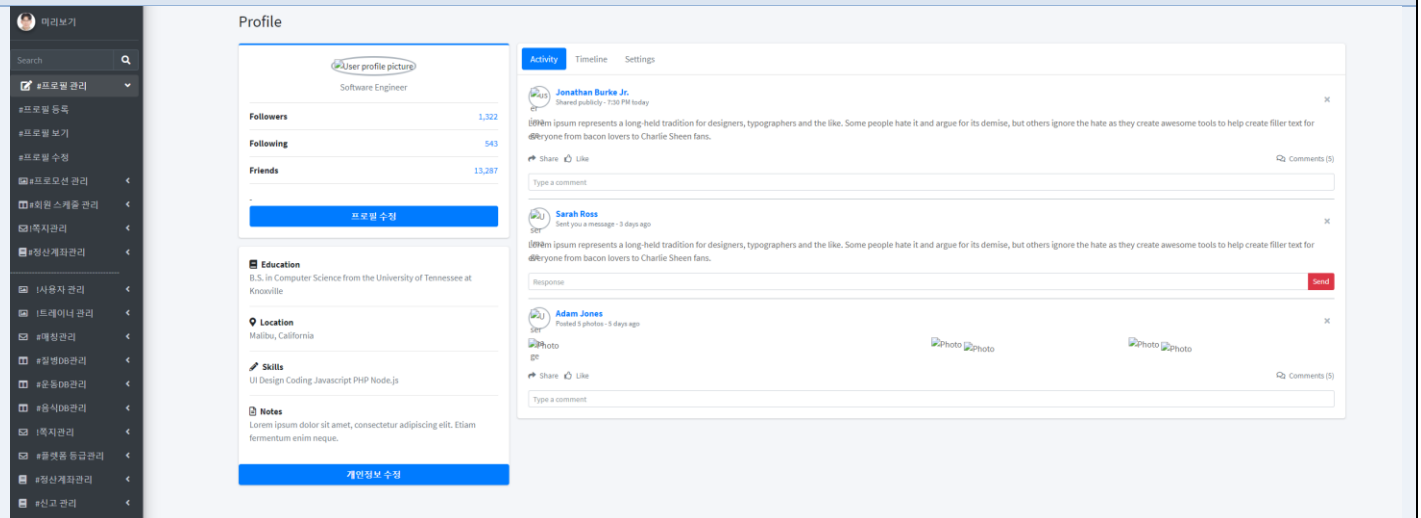 미리보기
Search
#프로필 관리
#프로필 등록
#프로필 보기
#프로필 수정
#프로모션 관리
#회원 스케줄 관리
!쪽지관리
#정산계좌관리
!사용자 관리
!트레이너 관리
#매칭관리
#질병DB관리
#운동DB관리
#음식DB관리
!쪽지관리
#플랫폼 등급관리
#정산계좌관리
#신고 관리
Profile
User profile picture
Software Engineer
Followers 1,322
Following 543
Friends 13,287
프로필 수정
Education
B.S. in Computer Science from the University of Tennessee at
Knoxville
Location
Malibu, California
Skills
UI Design Coding Javascript PHP Node.js
Notes
Lorem ipsum dolor sit amet, consectetur adipiscing elit. Etiam
fermentum enim neque.
개인정보 수정
Activity Timeline Settings
Jonathan Burke Jr.
Shared publicly - 7:30 PM today
Lorem ipsum represents a long-held tradition for designers, typographers and the like. Some people hate it and argue for its demise, but others ignore the hate as they create awesome tools to help create filler text for
everyone from bacon lovers to Charlie Sheen fans.
Share Like Comments (5)
Type a comment
Sarah Ross
Sent you a message - 3 days ago
Lorem ipsum represents a long-held tradition for designers, typographers and the like. Some people hate it and argue for its demise, but others ignore the hate as they create awesome tools to help create filler text for
everyone from bacon lovers to Charlie Sheen fans.
Response Send
Adam Jones
Posted 5 photos - 5 days ago
Photo Photo Photo Photo Photo
Share Like Comments (5)
Type a comment